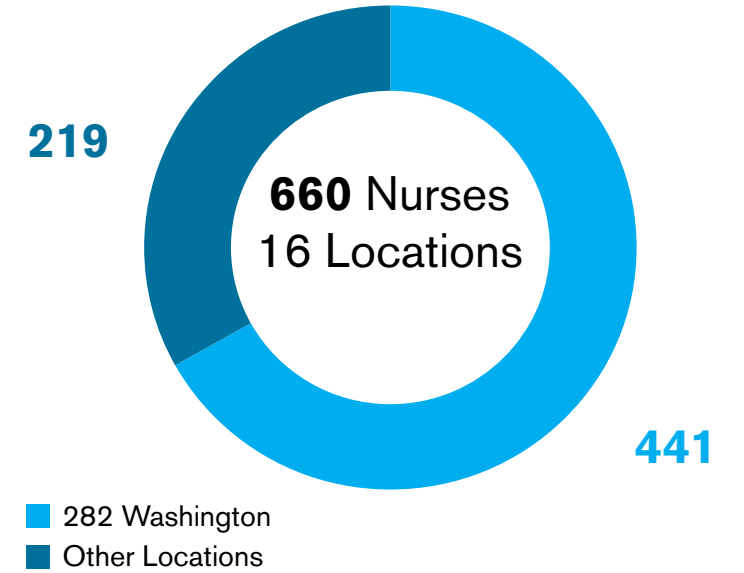 219
660 Nurses
16 Locations
441
282 Washington
Other Locations